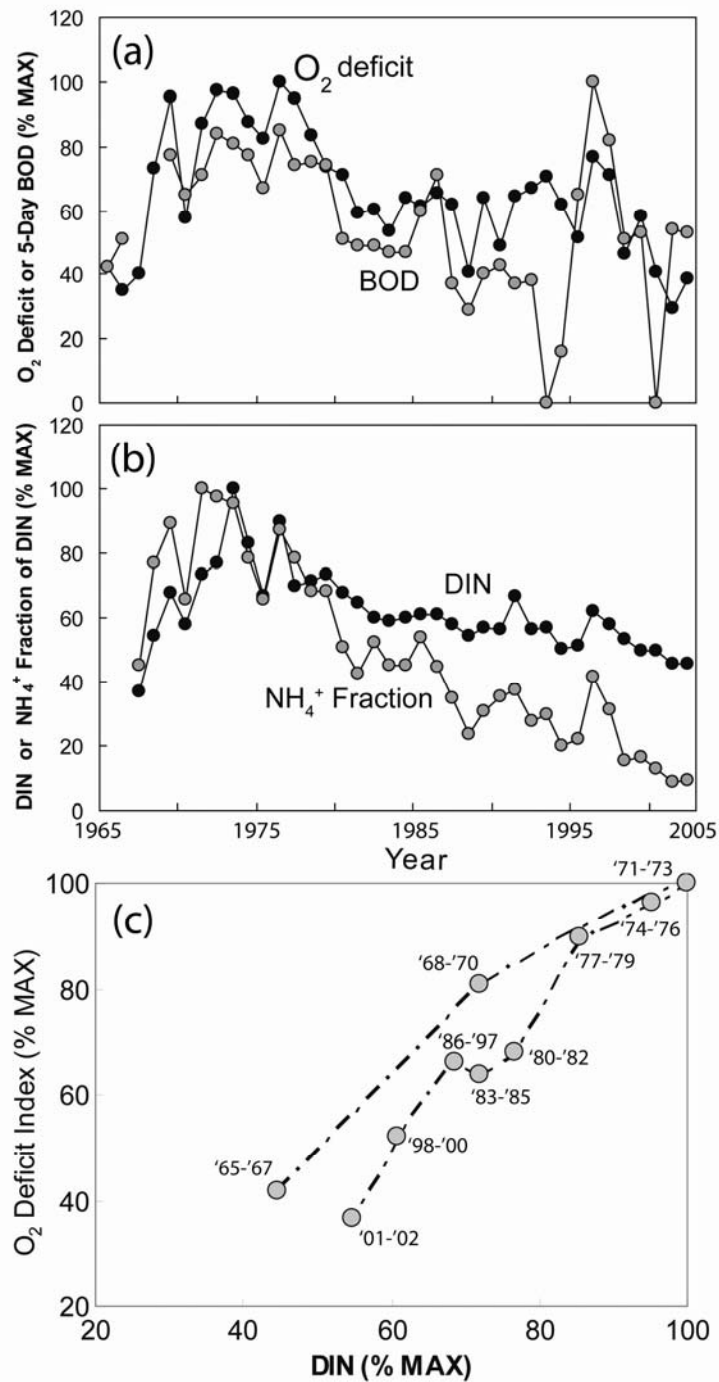 (a)
O₂ deficit
BOD
O₂ Deficit or 5-Day BOD (% MAX)
120
100
80
60
40
20
0
(b)
DIN
NH₄⁺ Fraction
DIN or NH₄⁺ Fraction of DIN (% MAX)
120
100
80
60
40
20
0
1965 1975 1985 1995 2005
Year
(c)
O₂ Deficit Index (% MAX)
100
80
60
40
20
'71-'73
'74-'76
'77-'79
'68-'70
'86-'97
'80-'82
'83-'85
'98-'00
'65-'67
'01-'02
20 40 60 80 100
DIN (% MAX)